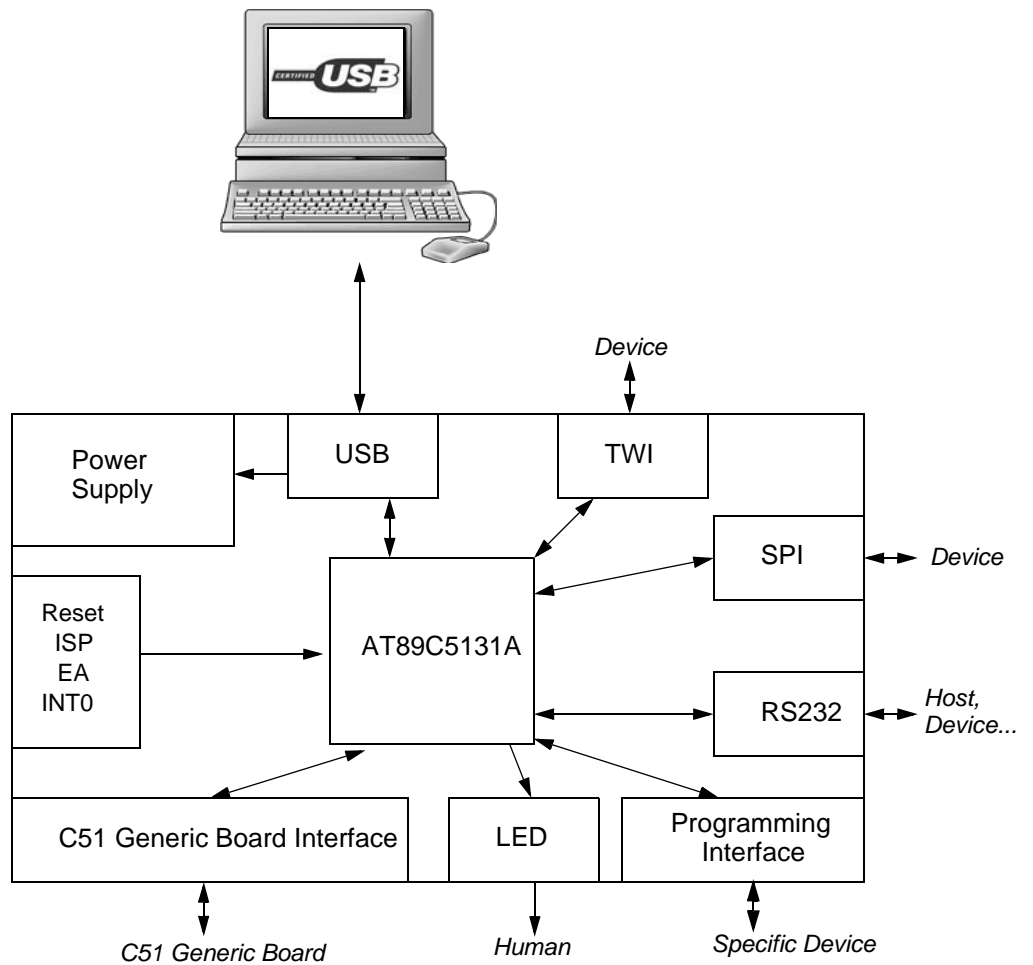 CERTIFIED USB
Device
Power
Supply
USB
TWI
SPI
Device
Reset
ISP
EA
INT0
AT89C5131A
RS232
Host,
Device...
C51 Generic Board Interface
LED
Programming
Interface
C51 Generic Board
Human
Specific Device